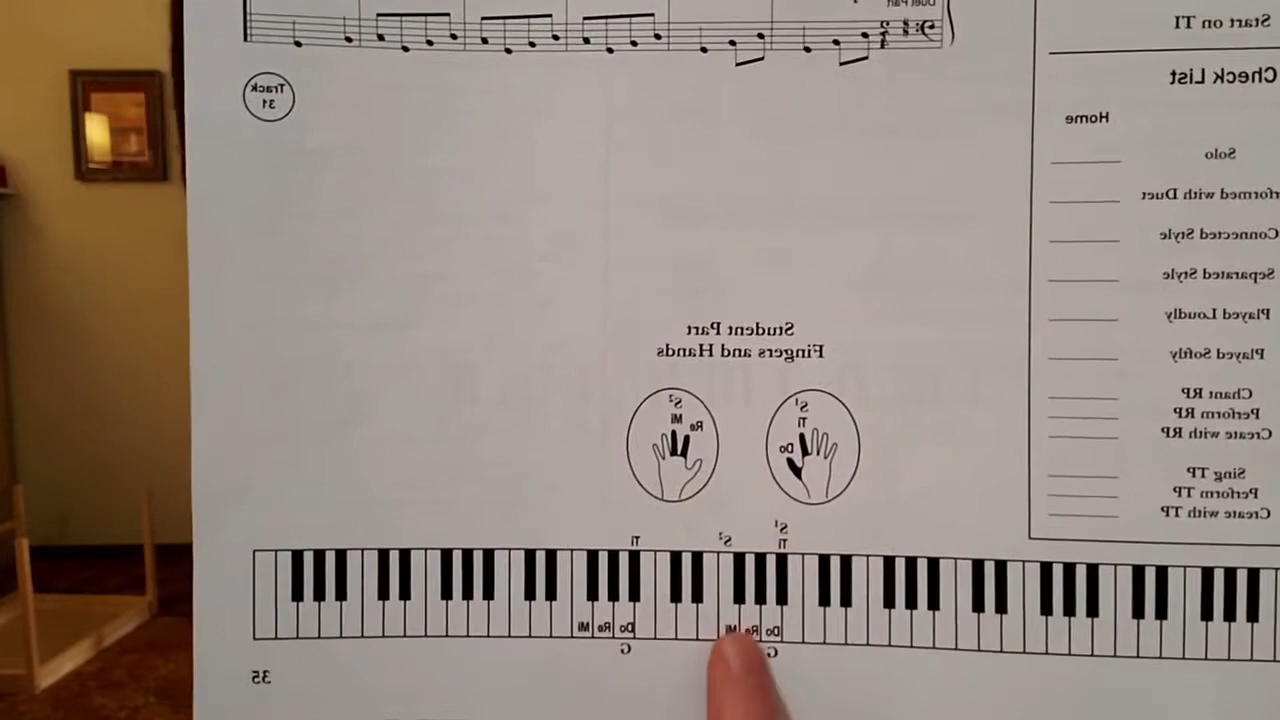 Start on TI
Check List
Home
Solo
rformed with Duet
Connected Style
Separated Style
Played Loudly
Played Softly
Chant RP
Perform RP
Create with RP
Sing TP
Perform TP
Create with TP
Duet Part
Track
31
Student Part
Fingers and Hands
S1
TI
Do
S2
Mi
Re
S1
TI S2 TI
Do Re Mi Do Re Mi
G G
35